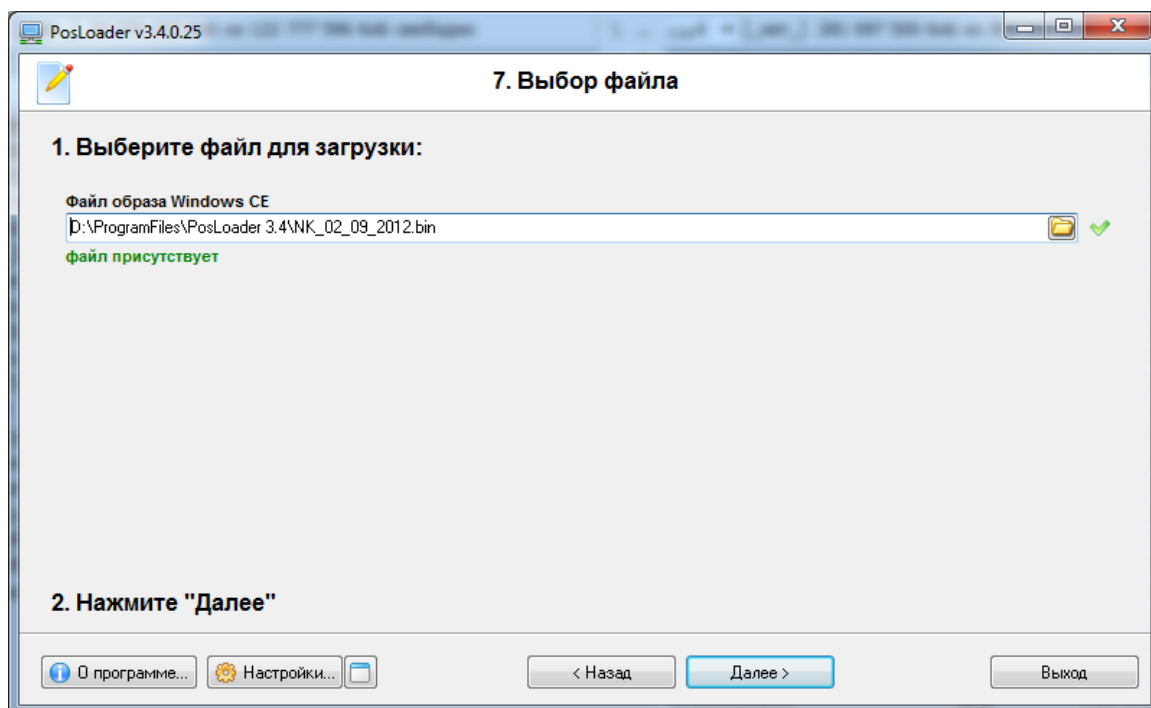 PosLoader v3.4.0.25
7. Выбор файла
1. Выберите файл для загрузки:
Файл образа Windows CE
D:\ProgramFiles\PosLoader 3.4\NK_02_09_2012.bin
файл присутствует
2. Нажмите "Далее"
О программе... Настройки... < Назад Далее > Выход